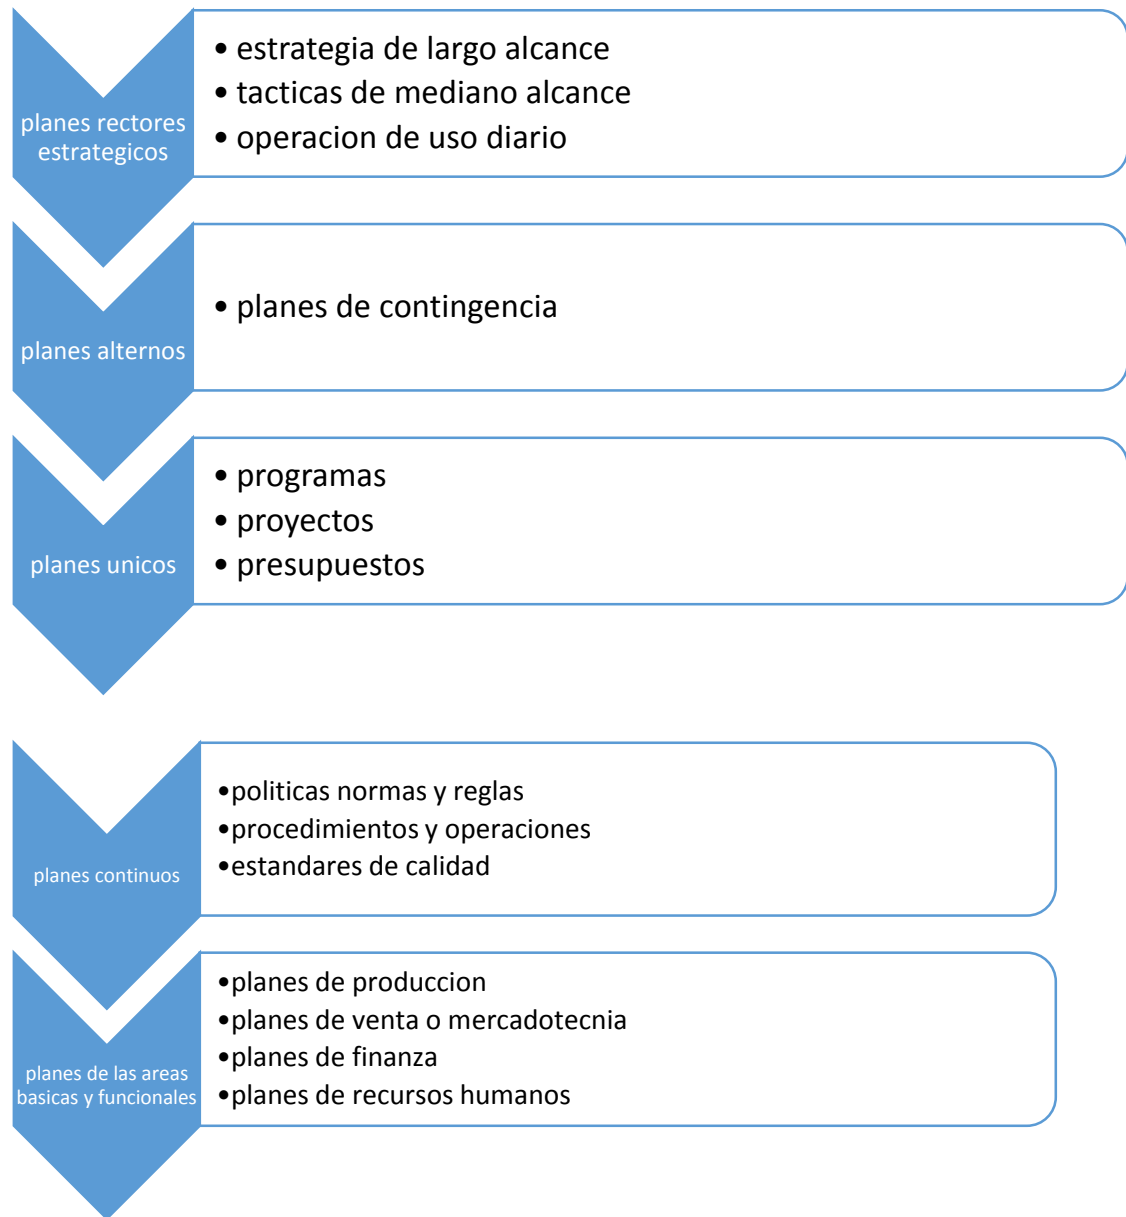 planes rectores
estrategicos
• estrategia de largo alcance
• tacticas de mediano alcance
• operacion de uso diario
planes alternos
• planes de contingencia
planes unicos
• programas
• proyectos
• presupuestos
planes continuos
•politicas normas y reglas
•procedimientos y operaciones
•estandares de calidad
planes de las areas
basicas y funcionales
•planes de produccion
•planes de venta o mercadotecnia
•planes de finanza
•planes de recursos humanos